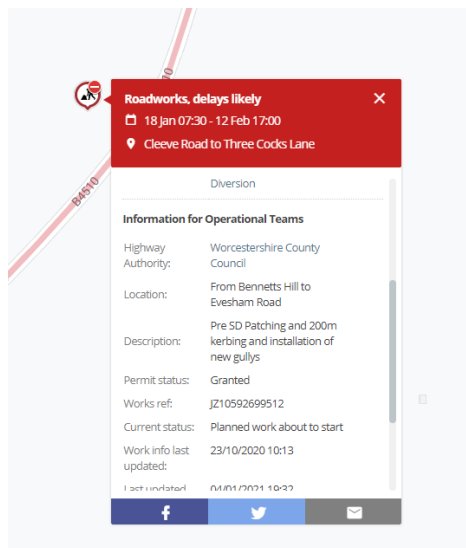 10
Roadworks, delays likely
18 Jan 07:30 - 12 Feb 17:00
Cleeve Road to Three Cocks Lane
B4510
Diversion
Information for Operational Teams
Highway Authority:
Worcestershire County Council
Location:
From Bennetts Hill to Evesham Road
Description:
Pre SD Patching and 200m kerbing and installation of new gullys
Permit status:
Granted
Works ref:
JZ10592699512
Current status:
Planned work about to start
Work info last updated:
23/10/2020 10:13
Last updated
04/01/2021 19:32